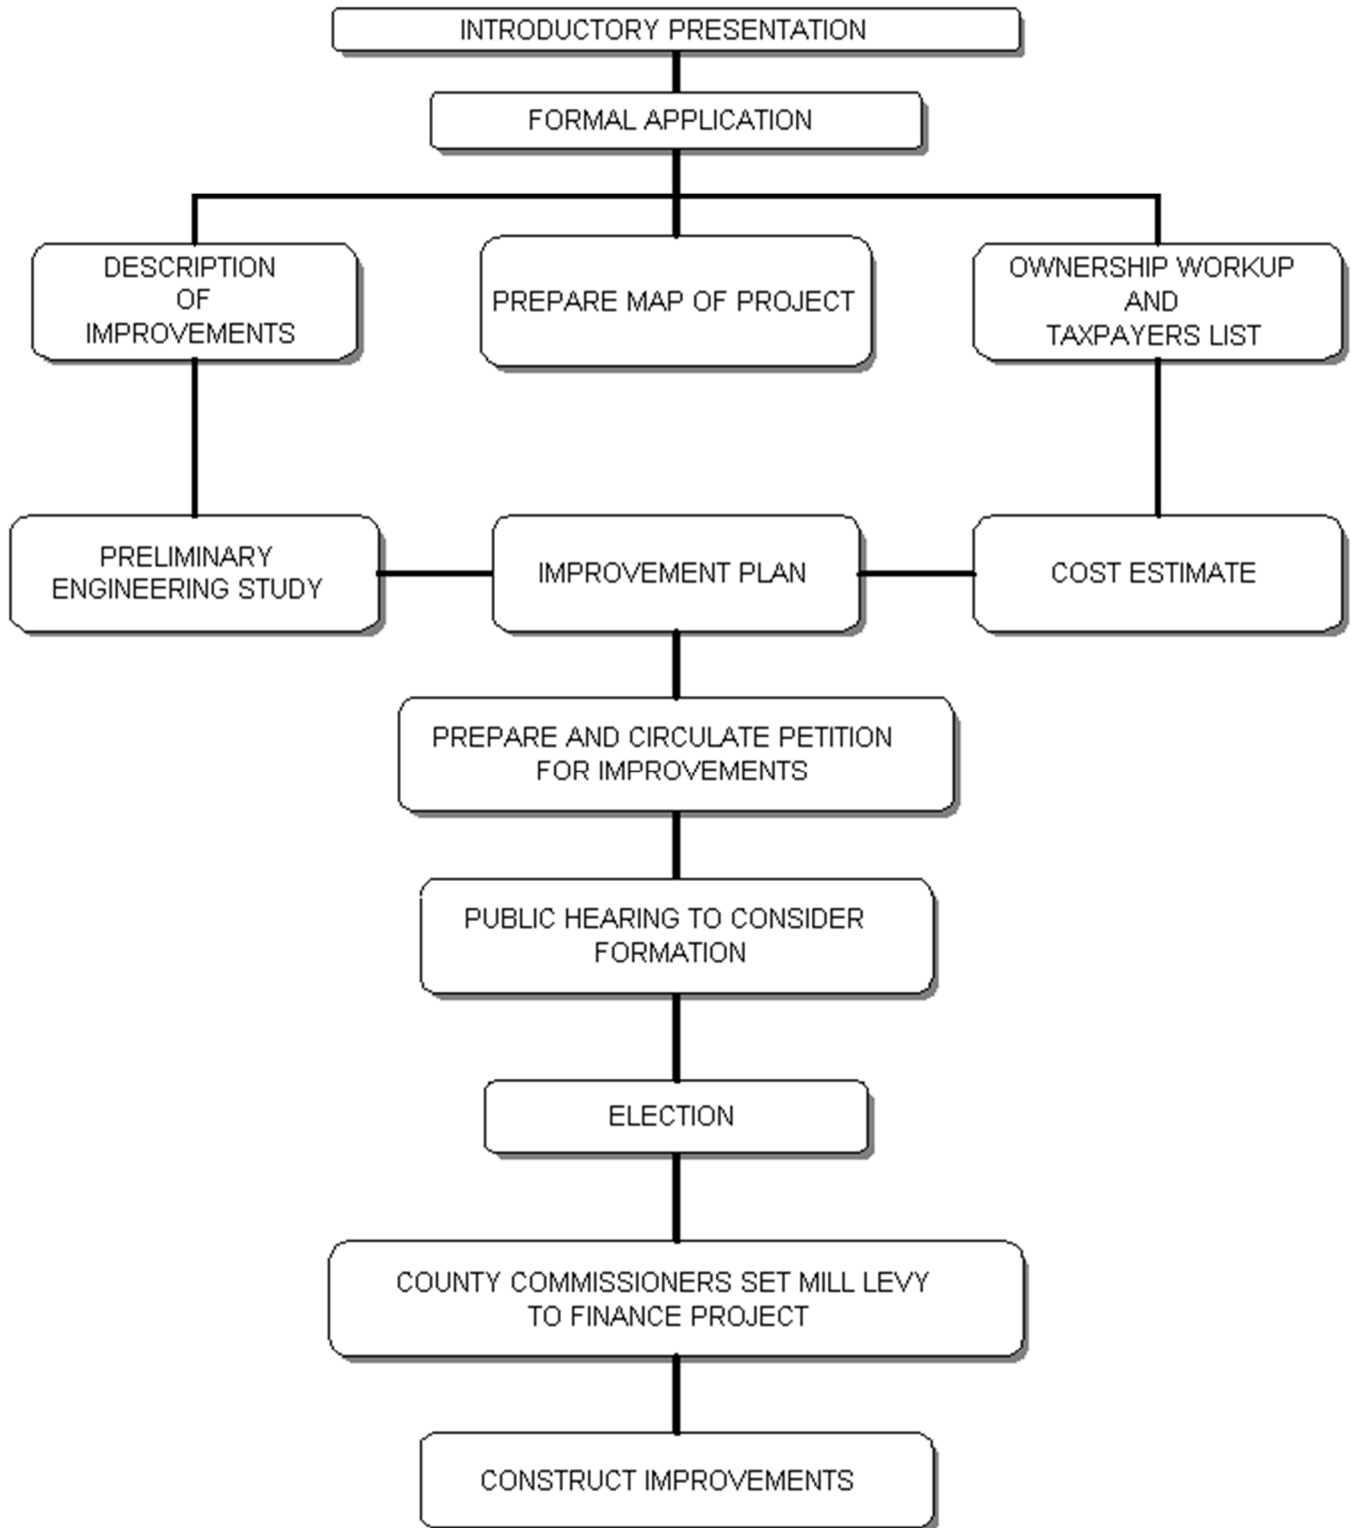 INTRODUCTORY PRESENTATION
FORMAL APPLICATION
DESCRIPTION
OF
IMPROVEMENTS
PREPARE MAP OF PROJECT
OWNERSHIP WORKUP
AND
TAXPAYERS LIST
PRELIMINARY
ENGINEERING STUDY
IMPROVEMENT PLAN
COST ESTIMATE
PREPARE AND CIRCULATE PETITION
FOR IMPROVEMENTS
PUBLIC HEARING TO CONSIDER
FORMATION
ELECTION
COUNTY COMMISSIONERS SET MILL LEVY
TO FINANCE PROJECT
CONSTRUCT IMPROVEMENTS